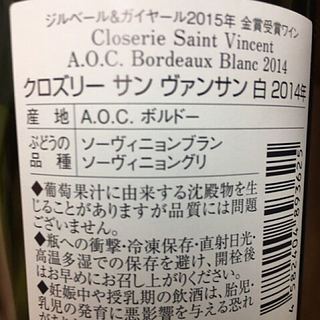 ジルベール&ガイヤール2015年 金賞受賞ワイン
Closerie Saint Vincent
A.O.C. Bordeaux Blanc 2014
クロズリー サン ヴァンサン 白 2014年
産地 A.O.C. ボルドー
ぶどうの品種 ソーヴィニョンブラン
ソーヴィニョングリ
◆葡萄果汁に由来する沈殿物を生
じることがありますが品質には問題
ございません。
◆瓶への衝撃・冷凍保存・直射日光・
高温多湿での保存を避け、開栓後
はお早めにお召し上がりください。
◆妊娠中や授乳期の飲酒は、胎児・
乳児の発育に悪影響を与える恐れ
4 582404 893625